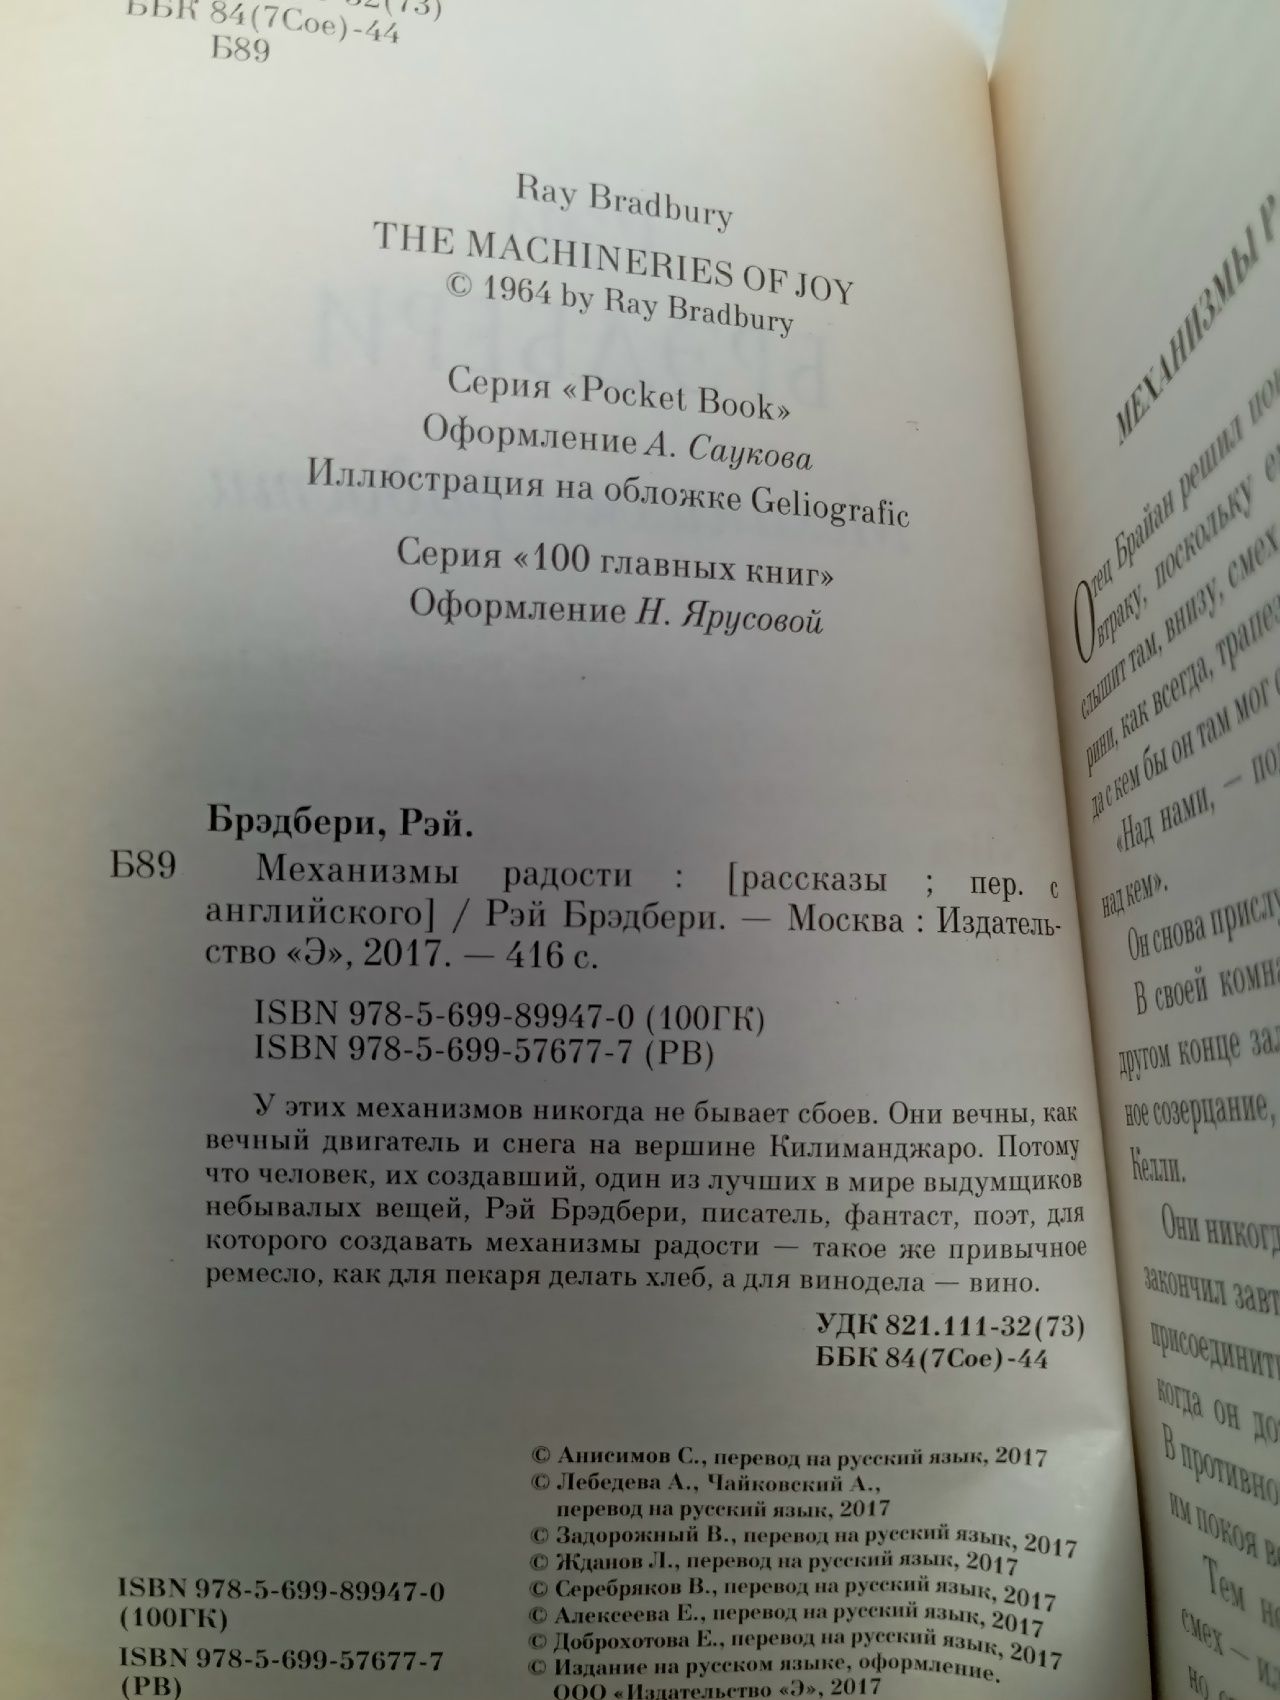 ББК 84(7Сое)-44
Б89
Ray Bradbury
THE MACHINERIES OF JOY
© 1964 by Ray Bradbury
Серия «Pocket Book»
Оформление А. Саукова
Иллюстрация на обложке Geliografic
Серия «100 главных книг»
Оформление Н. Ярусовой
Брэдбери, Рэй.
Б89 Механизмы радости : [рассказы ; пер. с
английского] / Рэй Брэдбери. — Москва : Издатель-
ство «Э», 2017. — 416 с.
ISBN 978-5-699-89947-0 (100ГК)
ISBN 978-5-699-57677-7 (PB)
У этих механизмов никогда не бывает сбоев. Они вечны, как
вечный двигатель и снега на вершине Килиманджаро. Потому
что человек, их создавший, один из лучших в мире выдумщиков
небывалых вещей, Рэй Брэдбери, писатель, фантаст, поэт, для
которого создавать механизмы радости — такое же привычное
ремесло, как для пекаря делать хлеб, а для винодела — вино.
УДК 821.111-32(73)
ББК 84(7Сое)-44
© Анисимов С., перевод на русский язык, 2017
© Лебедева А., Чайковский А.,
перевод на русский язык, 2017
© Задорожный В., перевод на русский язык, 2017
© Жданов Л., перевод на русский язык, 2017
© Серебряков В., перевод на русский язык, 2017
© Алексеева Е., перевод на русский язык, 2017
© Доброхотова Е., перевод на русский язык, 2017
© Издание на русском языке, оформление.
ООО «Издательство «Э», 2017
ISBN 978-5-699-89947-0
(100ГК)
ISBN 978-5-699-57677-7
(PB)
МЕХАНИЗМЫ Р
Отец Брайан решил
втраку, поскольку
слышит там, внизу, смех
рини, как всегда,
да с кем бы он там мог
«Над нами, —
над кем».
Он снова
В своей
другом конце
ное созерцание,
Келли.
Они
закончил
когда он
В
им покоя
Тем
смех —
но